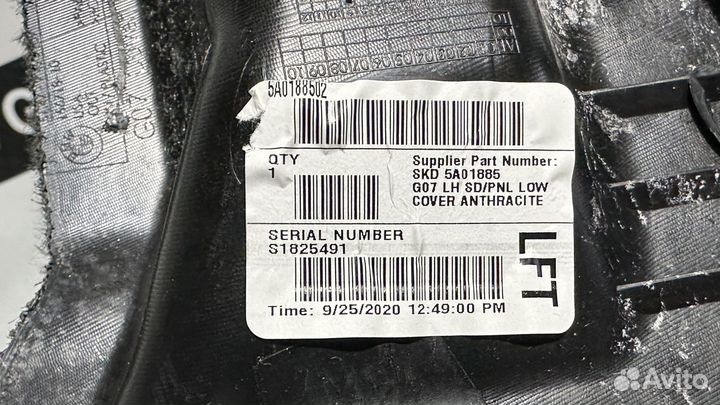 5A0188502
QTY
1
Supplier Part Number:
SKD 5A01885
G07 LH SD/PNL LOW
COVER ANTHRACITE
SERIAL NUMBER
S1825491
LFT
Time: 9/25/2020 12:49:00 PM
G07
Avito